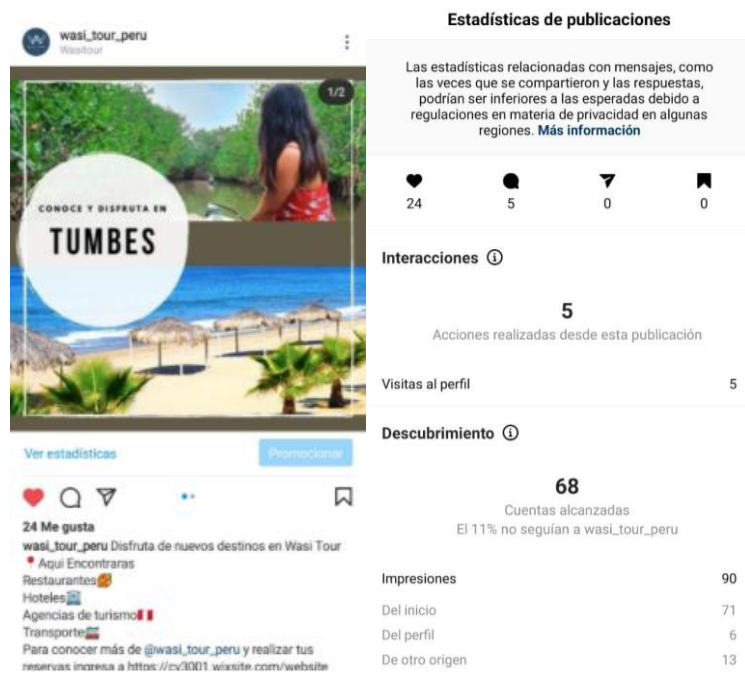 wasi_tour_peru
Wasitour
1/2
CONOCE Y DISFRUTA EN
TUMBES
Ver estadísticas
Promocionar
24 Me gusta
wasi_tour_peru Disfruta de nuevos destinos en Wasi Tour
📍Aqui Encontraras
Restaurantes
Hoteles🏨
Agencias de turismo🇵🇪
Transporte🚈
Para conocer más de @wasi_tour_peru y realizar tus
reservas ingresa a https://cv3001.wixsite.com/website
Estadísticas de publicaciones
Las estadísticas relacionadas con mensajes, como
las veces que se compartieron y las respuestas,
podrían ser inferiores a las esperadas debido a
regulaciones en materia de privacidad en algunas
regiones. Más información
24 5 0 0
Interacciones
5
Acciones realizadas desde esta publicación
Visitas al perfil 5
Descubrimiento
68
Cuentas alcanzadas
El 11% no seguían a wasi_tour_peru
Impresiones 90
Del inicio 71
Del perfil 6
De otro origen 13